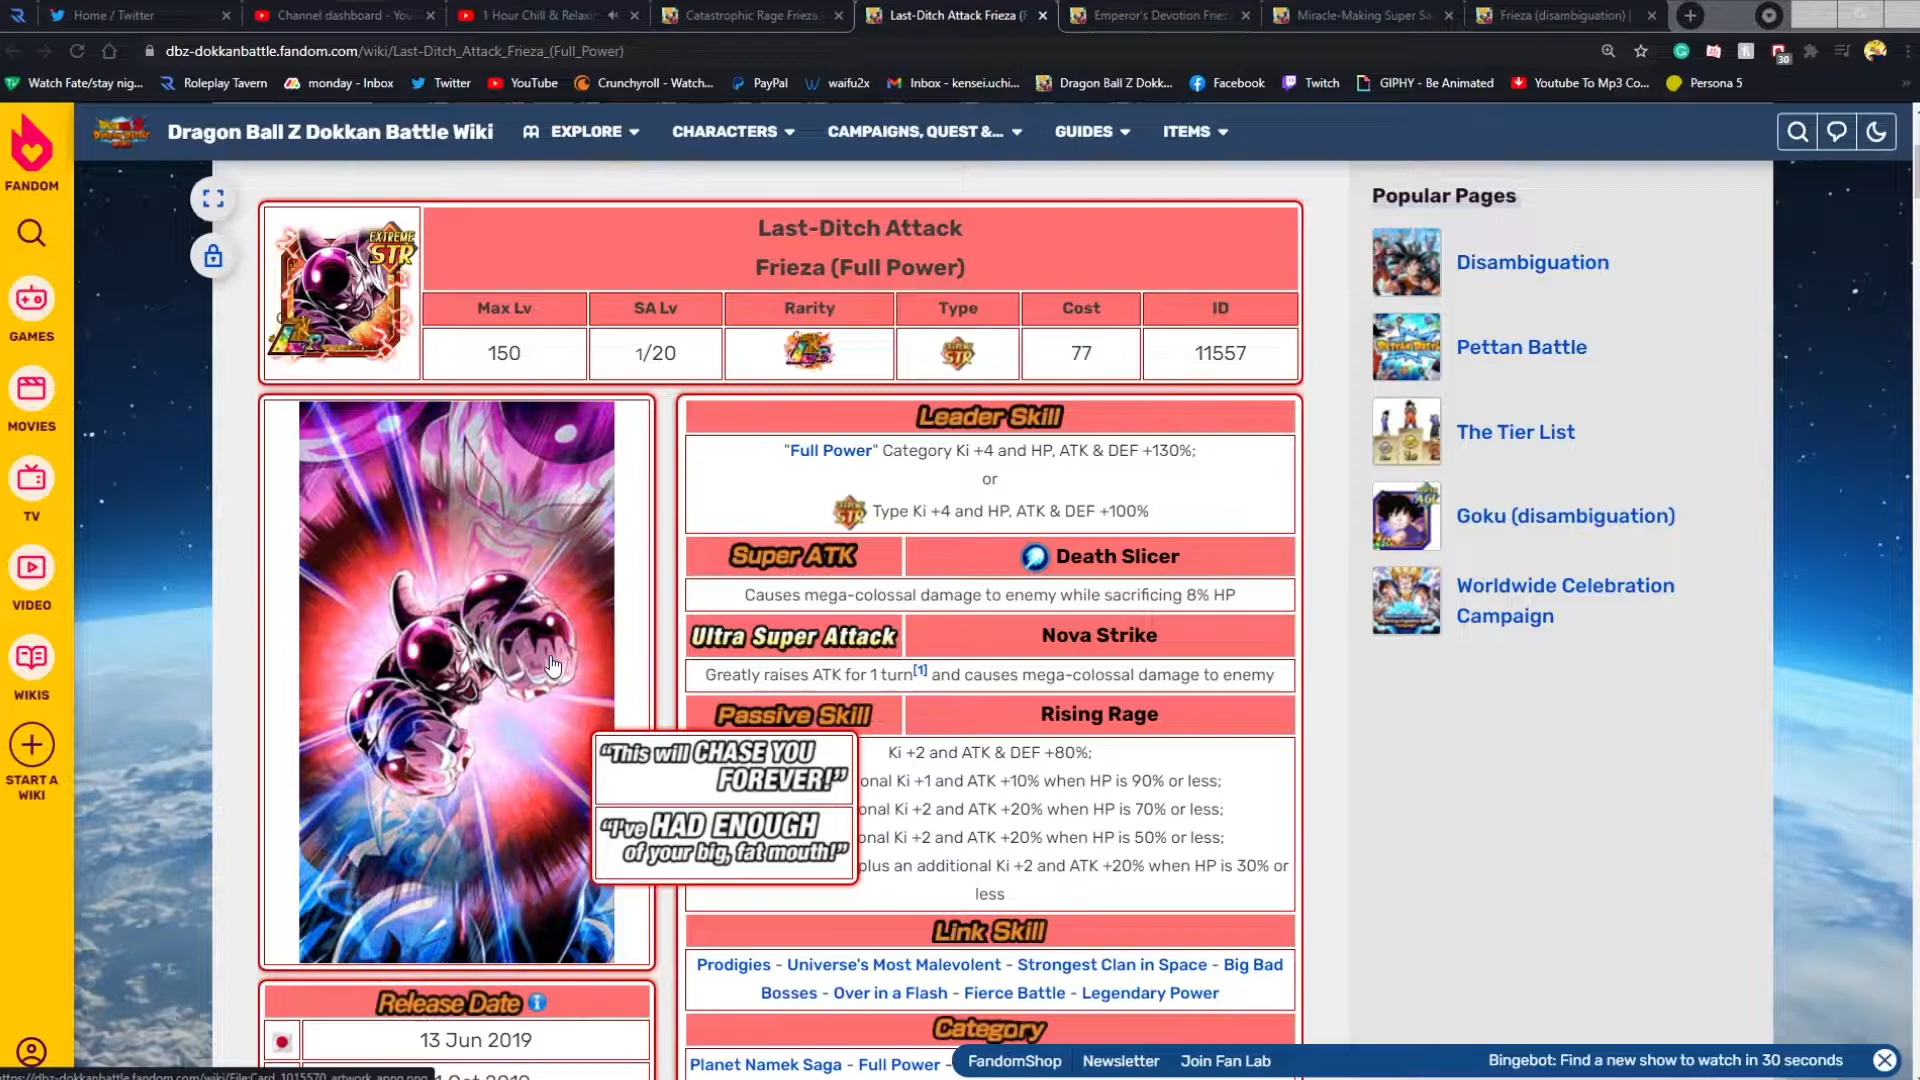 Home / Twitter
Channel dashboard - You
1 Hour Chill & Relaxi
Catastrophic Rage Frieza
Last-Ditch Attack Frieza (F
Emperor's Devotion Friez
Miracle-Making Super Sa
Frieza (disambiguation) |
dbz-dokkanbattle.fandom.com/wiki/Last-Ditch_Attack_Frieza_(Full_Power)
30
Watch Fate/stay nig...
Roleplay Tavern
monday - Inbox
Twitter
YouTube
Crunchyroll - Watch...
PayPal
waifu2x
Inbox - kensei.uchi...
Dragon Ball Z Dokk...
Facebook
Twitch
GIPHY - Be Animated
Youtube To Mp3 Co...
Persona 5
Dragon Ball Z Dokkan Battle Wiki
EXPLORE
CHARACTERS
CAMPAIGNS, QUEST &...
GUIDES
ITEMS
FANDOM
GAMES
MOVIES
TV
VIDEO
WIKIS
START A
WIKI
EXTREME
STR
LR
Last-Ditch Attack
Frieza (Full Power)
Max Lv SA Lv Rarity Type Cost ID
150 1/20 LR EXTREME STR 77 11557
Leader Skill
"Full Power" Category Ki +4 and HP, ATK & DEF +130%;
or
EXTREME STR Type Ki +4 and HP, ATK & DEF +100%
Super ATK Death Slicer
Causes mega-colossal damage to enemy while sacrificing 8% HP
Ultra Super Attack Nova Strike
Greatly raises ATK for 1 turn[1] and causes mega-colossal damage to enemy
Passive Skill Rising Rage
Ki +2 and ATK & DEF +80%;
onal Ki +1 and ATK +10% when HP is 90% or less;
onal Ki +2 and ATK +20% when HP is 70% or less;
onal Ki +2 and ATK +20% when HP is 50% or less;
plus an additional Ki +2 and ATK +20% when HP is 30% or
less
"This will CHASE YOU
FOREVER!"
"I've HAD ENOUGH
of your big, fat mouth!"
Link Skill
Prodigies - Universe's Most Malevolent - Strongest Clan in Space - Big Bad
Bosses - Over in a Flash - Fierce Battle - Legendary Power
Category
Planet Namek Saga - Full Power -
Release Date
13 Jun 2019
Popular Pages
Disambiguation
Pettan Battle
The Tier List
Goku (disambiguation)
Worldwide Celebration
Campaign
FandomShop
Newsletter
Join Fan Lab
Bingebot: Find a new show to watch in 30 seconds